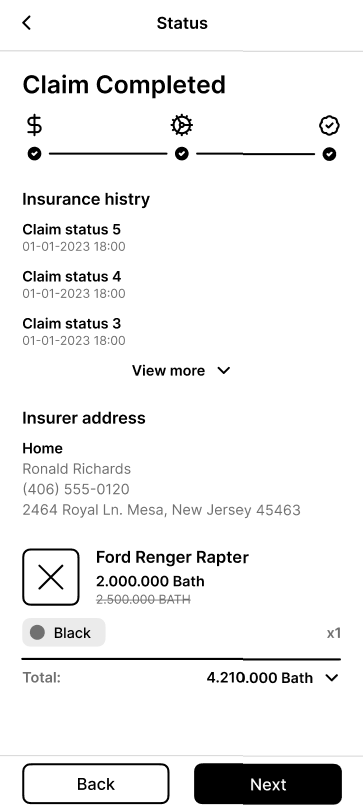 Status
Claim Completed
Insurance histry
Claim status 5
01-01-2023 18:00
Claim status 4
01-01-2023 18:00
Claim status 3
01-01-2023 18:00
View more
Insurer address
Home
Ronald Richards
(406) 555-0120
2464 Royal Ln. Mesa, New Jersey 45463
Ford Renger Rapter
2.000.000 Bath
2.500.000 BATH
Black x1
Total: 4.210.000 Bath
Back Next